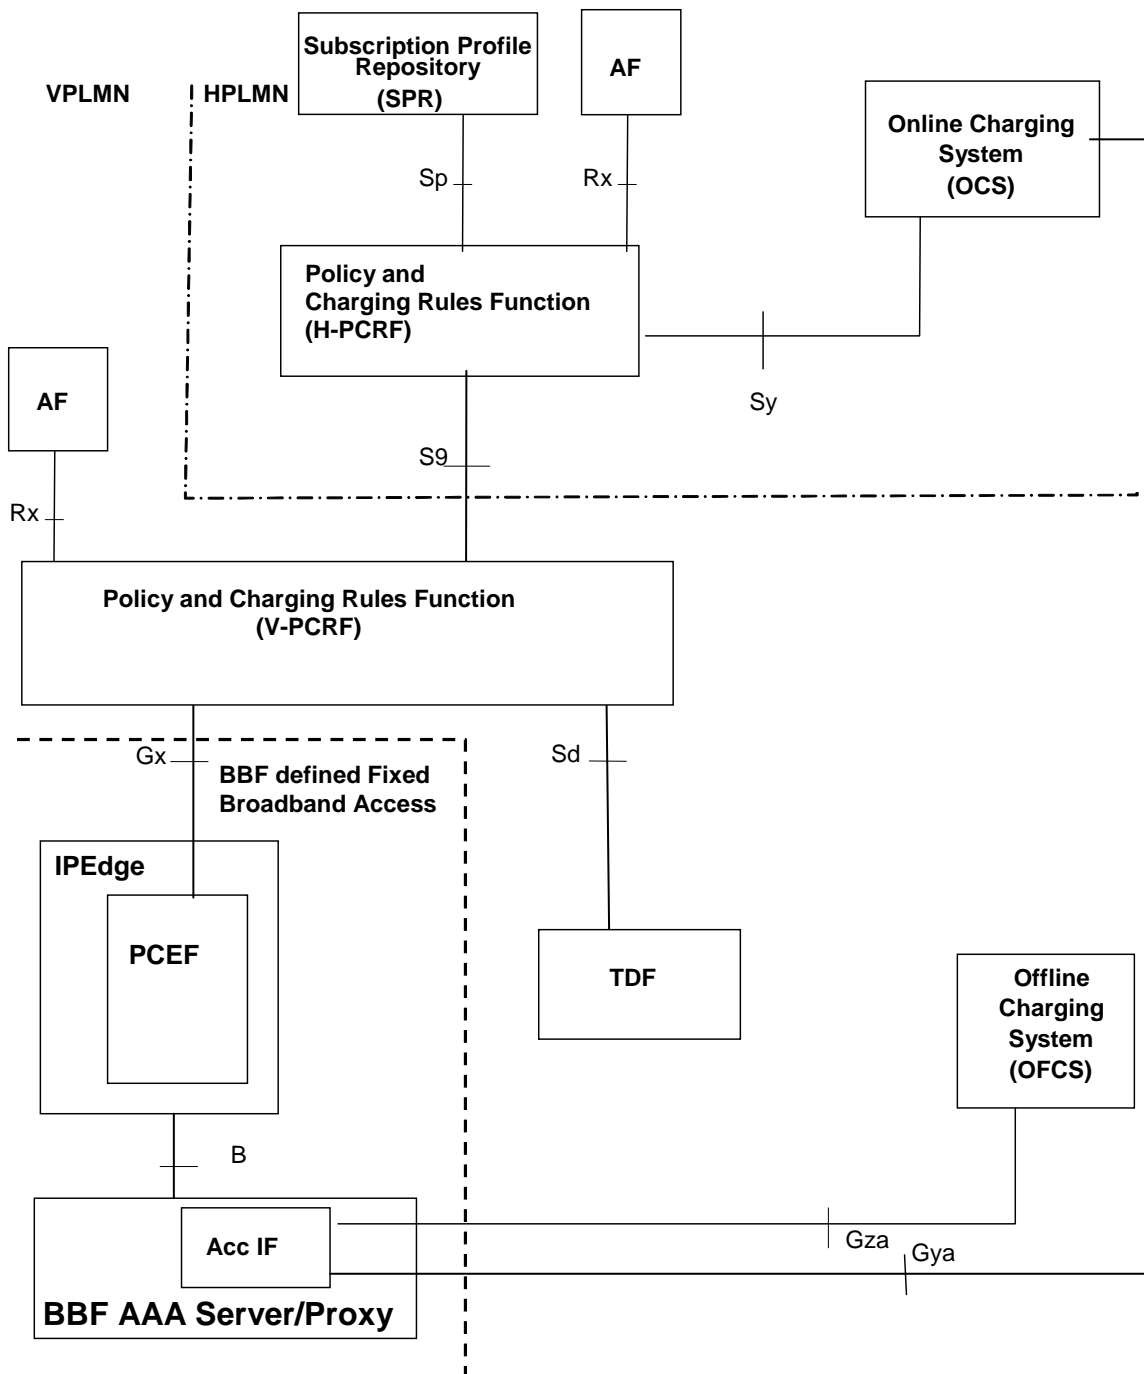 Subscription Profile
Repository
(SPR)
AF
VPLMN
HPLMN
Online Charging
System
(OCS)
Sp
Rx
Policy and
Charging Rules Function
(H-PCRF)
AF
Sy
S9
Rx
Policy and Charging Rules Function
(V-PCRF)
Gx
Sd
BBF defined Fixed
Broadband Access
IPEdge
PCEF
TDF
Offline
Charging
System
(OFCS)
B
Acc IF
Gza
Gya
BBF AAA Server/Proxy